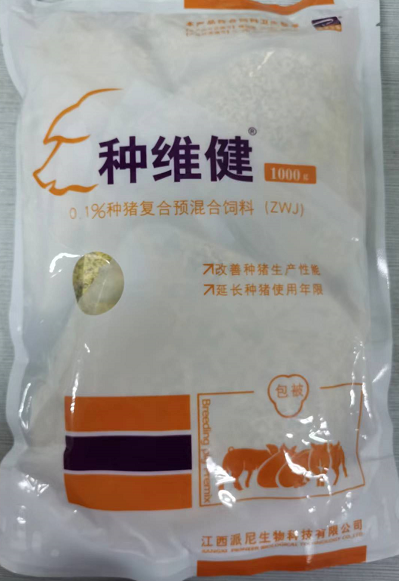 种维健®
1000g
0.1%种猪复合预混合饲料（ZWJ）
改善种猪生产性能
延长种猪使用年限
包被
江西派尼生物科技有限公司